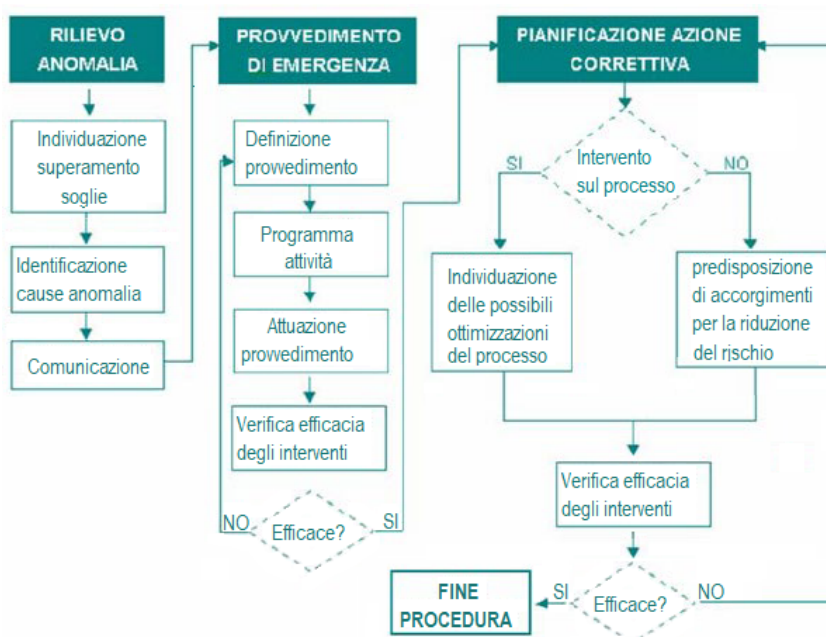 RILIEVO
ANOMALIA
Individuazione
superamento
soglie
Identificazione
cause anomalia
Comunicazione
PROVVEDIMENTO
DI EMERGENZA
Definizione
provvedimento
Programma
attività
Attuazione
provvedimento
Verifica efficacia
degli interventi
NO
Efficace?
SI
PIANIFICAZIONE AZIONE
CORRETTIVA
SI
Intervento
sul processo
NO
Individuazione
delle possibili
ottimizzazioni
del processo
predisposizione
di accorgimenti
per la riduzione
del rischio
Verifica efficacia
degli interventi
FINE
PROCEDURA
SI
Efficace?
NO